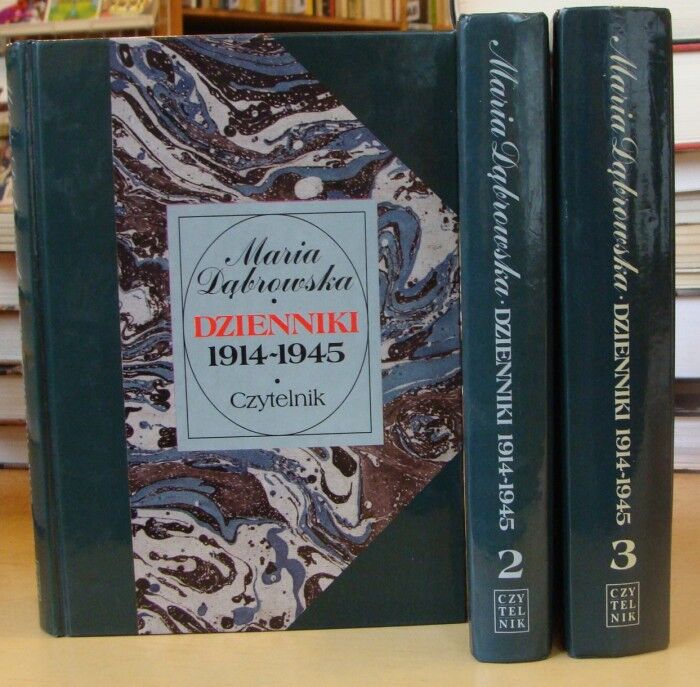 Maria
Dąbrowska
DZIENNIKI
1914-1945
Czytelnik
Maria Dąbrowska · DZIENNIKI 1914-1945
2
CZY
TEL
NIK
Maria Dąbrowska · DZIENNIKI 1914-1945
3
CZY
TEL
NIK